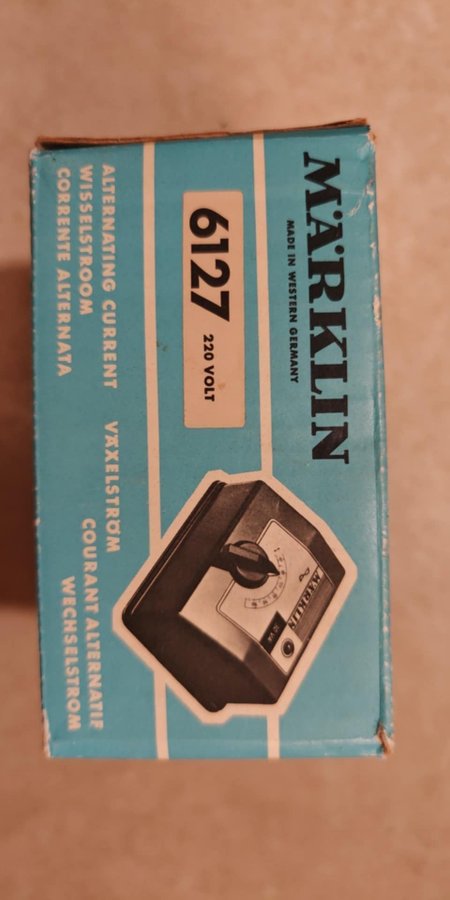 MÄRKLIN
MADE IN WESTERN GERMANY
6127 220 VOLT
ALTERNATING CURRENT
WISSELSTROOM
CORRENTE ALTERNATA
VÄXELSTRÖM
COURANT ALTERNATIF
WECHSELSTROM
MÄRKLIN